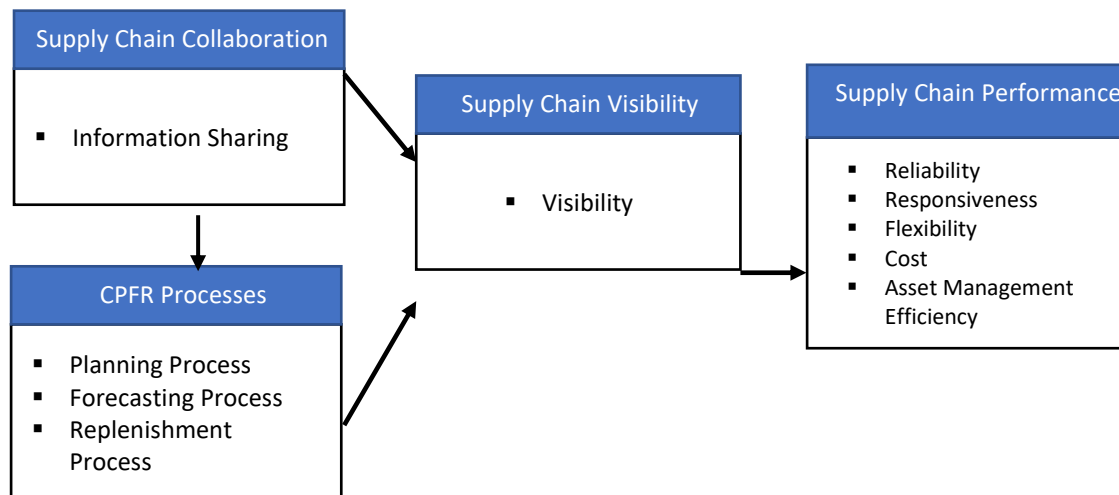 Supply Chain Collaboration
▪ Information Sharing
CPFR Processes
▪ Planning Process
▪ Forecasting Process
▪ Replenishment
Process
Supply Chain Visibility
▪ Visibility
Supply Chain Performance
▪ Reliability
▪ Responsiveness
▪ Flexibility
▪ Cost
▪ Asset Management
Efficiency